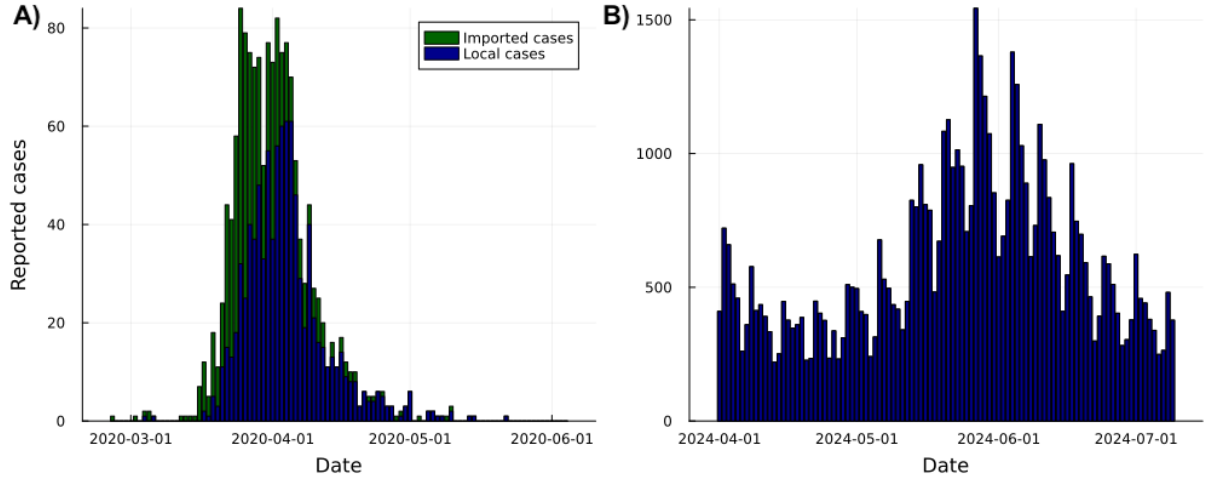 A)
80
60
40
20
0
Reported cases
Imported cases
Local cases
2020-03-01 2020-04-01 2020-05-01 2020-06-01
Date
B)
1500
1000
500
0
2024-04-01 2024-05-01 2024-06-01 2024-07-01
Date